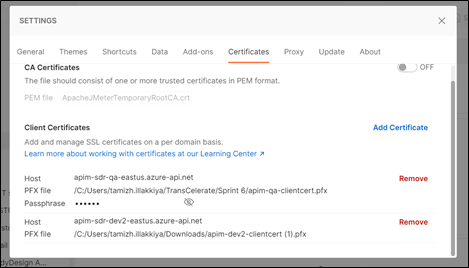 SETTINGS
General Themes Shortcuts Data Add-ons Certificates Proxy Update About
CA Certificates OFF
The file should consist of one or more trusted certificates in PEM format.
PEM file ApacheJMeterTemporaryRootCA.crt
Client Certificates Add Certificate
Add and manage SSL certificates on a per domain basis.
Learn more about working with certificates at our Learning Center ↗
Host apim-sdr-qa-eastus.azure-api.net Remove
PFX file /C:/Users/tamizh.illakkiya/TransCelerate/Sprint 6/apim-qa-clientcert.pfx
Passphrase ••••••
Host apim-sdr-dev2-eastus.azure-api.net Remove
PFX file /C:/Users/tamizh.illakkiya/Downloads/apim-dev2-clientcert (1).pfx
dyDesign A...